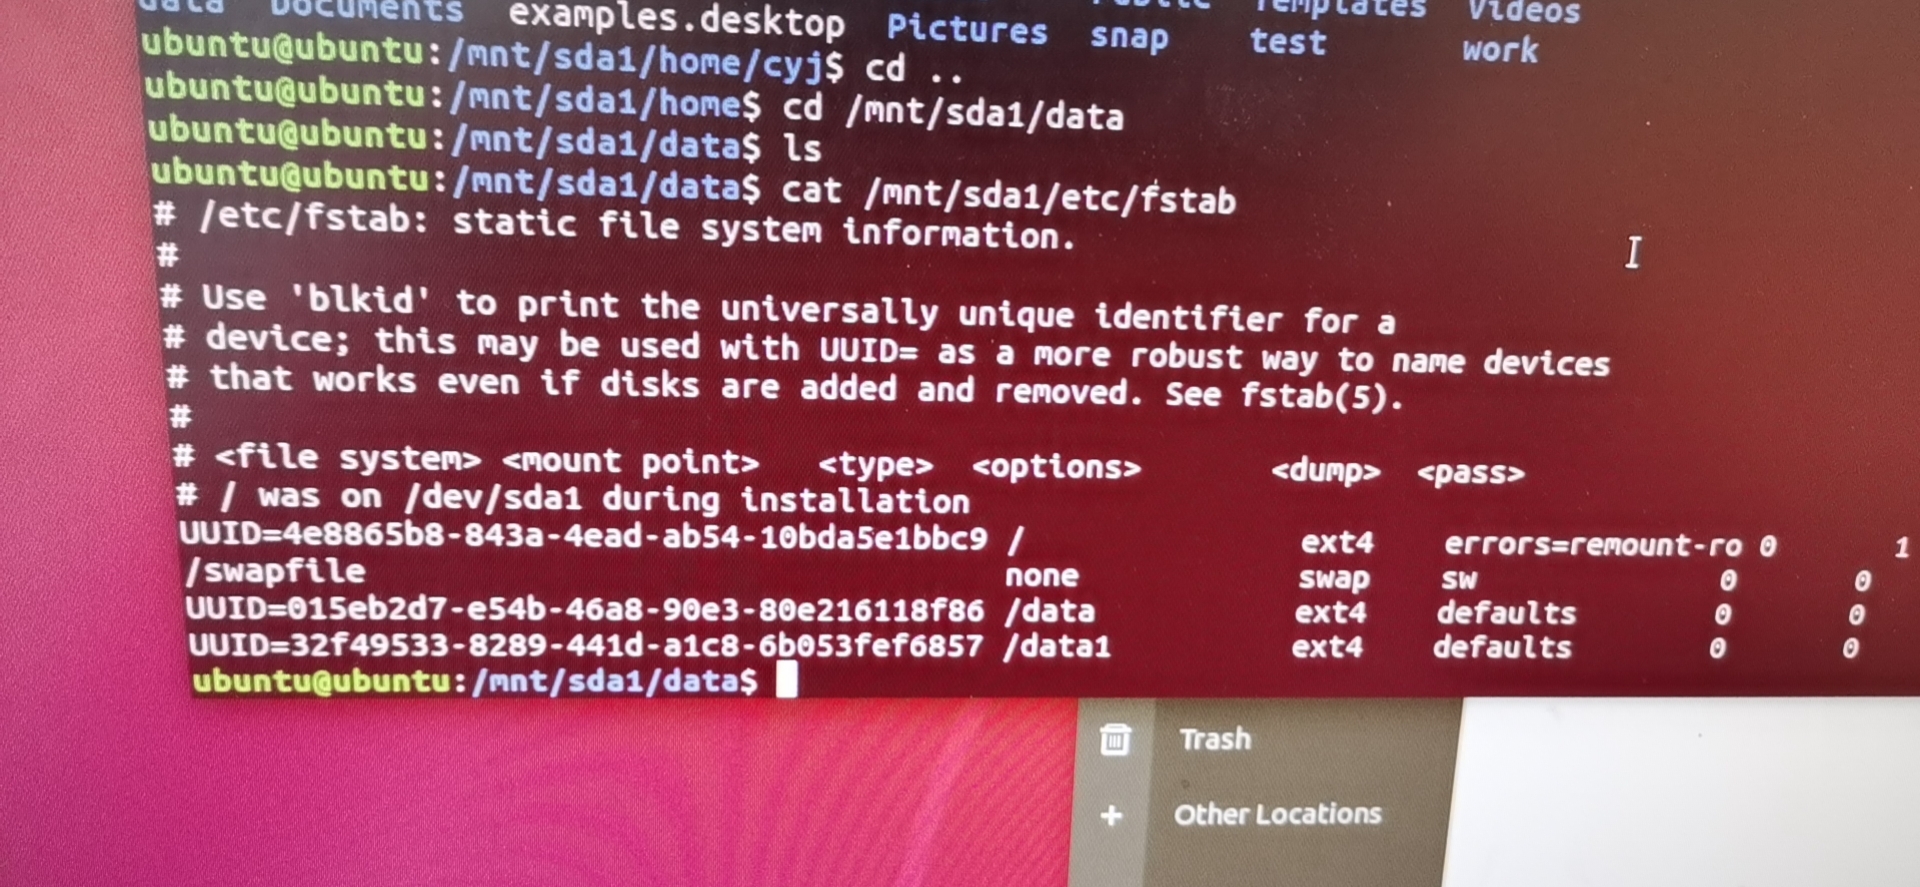 data Documents examples.desktop Pictures Public Templates Videos
snap test work
ubuntu@ubuntu:/mnt/sda1/home/cyj$ cd ..
ubuntu@ubuntu:/mnt/sda1/home$ cd /mnt/sda1/data
ubuntu@ubuntu:/mnt/sda1/data$ ls
ubuntu@ubuntu:/mnt/sda1/data$ cat /mnt/sda1/etc/fstab
# /etc/fstab: static file system information.
#
# Use 'blkid' to print the universally unique identifier for a
# device; this may be used with UUID= as a more robust way to name devices
# that works even if disks are added and removed. See fstab(5).
#
# <file system> <mount point>   <type>  <options>       <dump>  <pass>
# / was on /dev/sda1 during installation
UUID=4e8865b8-843a-4ead-ab54-10bda5e1bbc9 /               ext4    errors=remount-ro 0       1
/swapfile                                 none            swap    sw              0       0
UUID=015eb2d7-e54b-46a8-90e3-80e216118f86 /data           ext4    defaults        0       0
UUID=32f49533-8289-441d-a1c8-6b053fef6857 /data1          ext4    defaults        0       0
ubuntu@ubuntu:/mnt/sda1/data$
Trash
Other Locations